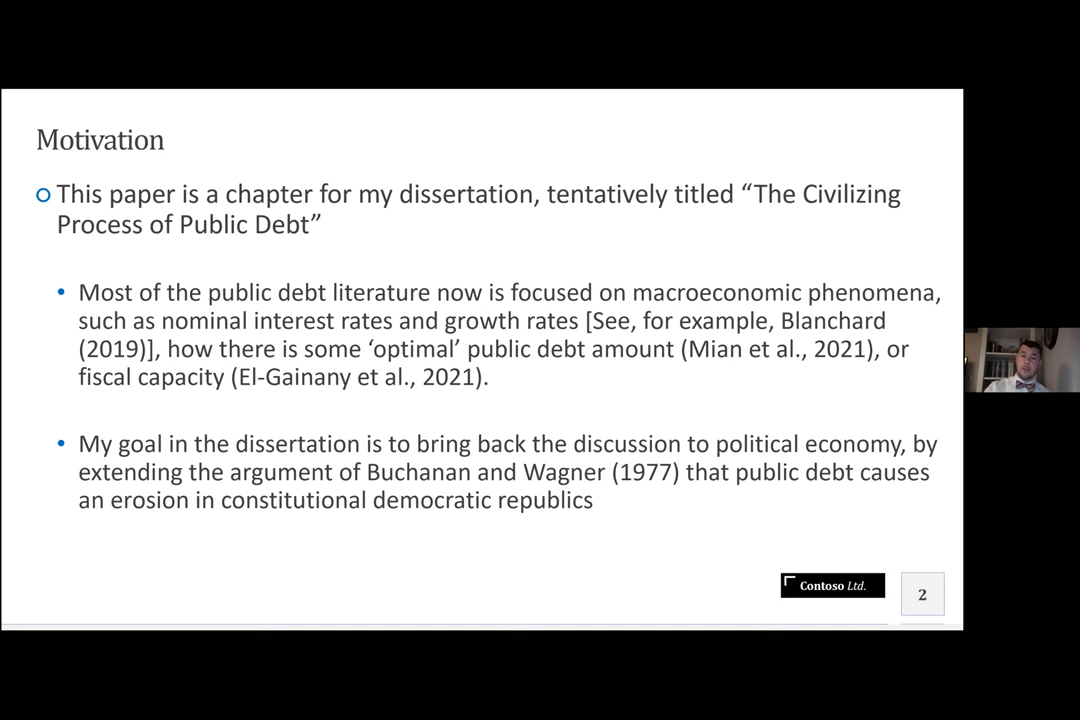 Motivation
This paper is a chapter for my dissertation, tentatively titled “The Civilizing
Process of Public Debt”
Most of the public debt literature now is focused on macroeconomic phenomena,
such as nominal interest rates and growth rates [See, for example, Blanchard
(2019)], how there is some ‘optimal’ public debt amount (Mian et al., 2021), or
fiscal capacity (El-Gainany et al., 2021).
My goal in the dissertation is to bring back the discussion to political economy, by
extending the argument of Buchanan and Wagner (1977) that public debt causes
an erosion in constitutional democratic republics
Contoso Ltd.
2